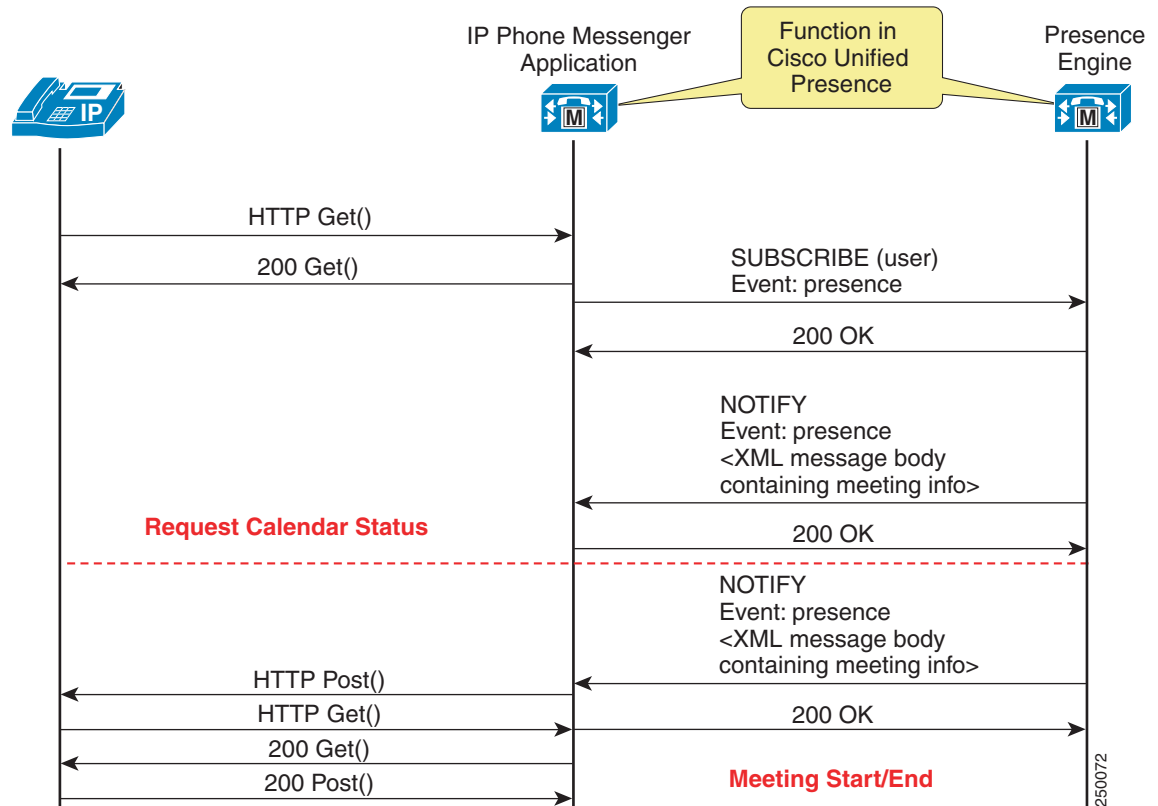 IP Phone Messenger
Application
Function in
Cisco Unified
Presence
Presence
Engine
IP
M
M
HTTP Get()
200 Get()
SUBSCRIBE (user)
Event: presence
200 OK
NOTIFY
Event: presence
<XML message body
containing meeting info>
Request Calendar Status
200 OK
NOTIFY
Event: presence
<XML message body
containing meeting info>
HTTP Post()
HTTP Get()
200 OK
200 Get()
200 Post()
Meeting Start/End
250072